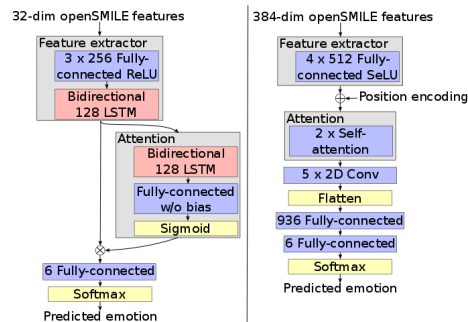 32-dim openSMILE features
Feature extractor
3 x 256 Fully-
connected ReLU
Bidirectional
128 LSTM
Attention
Bidirectional
128 LSTM
Fully-connected
w/o bias
Sigmoid
6 Fully-connected
Softmax
Predicted emotion
384-dim openSMILE features
Feature extractor
4 x 512 Fully-
connected SeLU
Position encoding
Attention
2 x Self-
attention
5 x 2D Conv
Flatten
936 Fully-connected
6 Fully-connected
Softmax
Predicted emotion